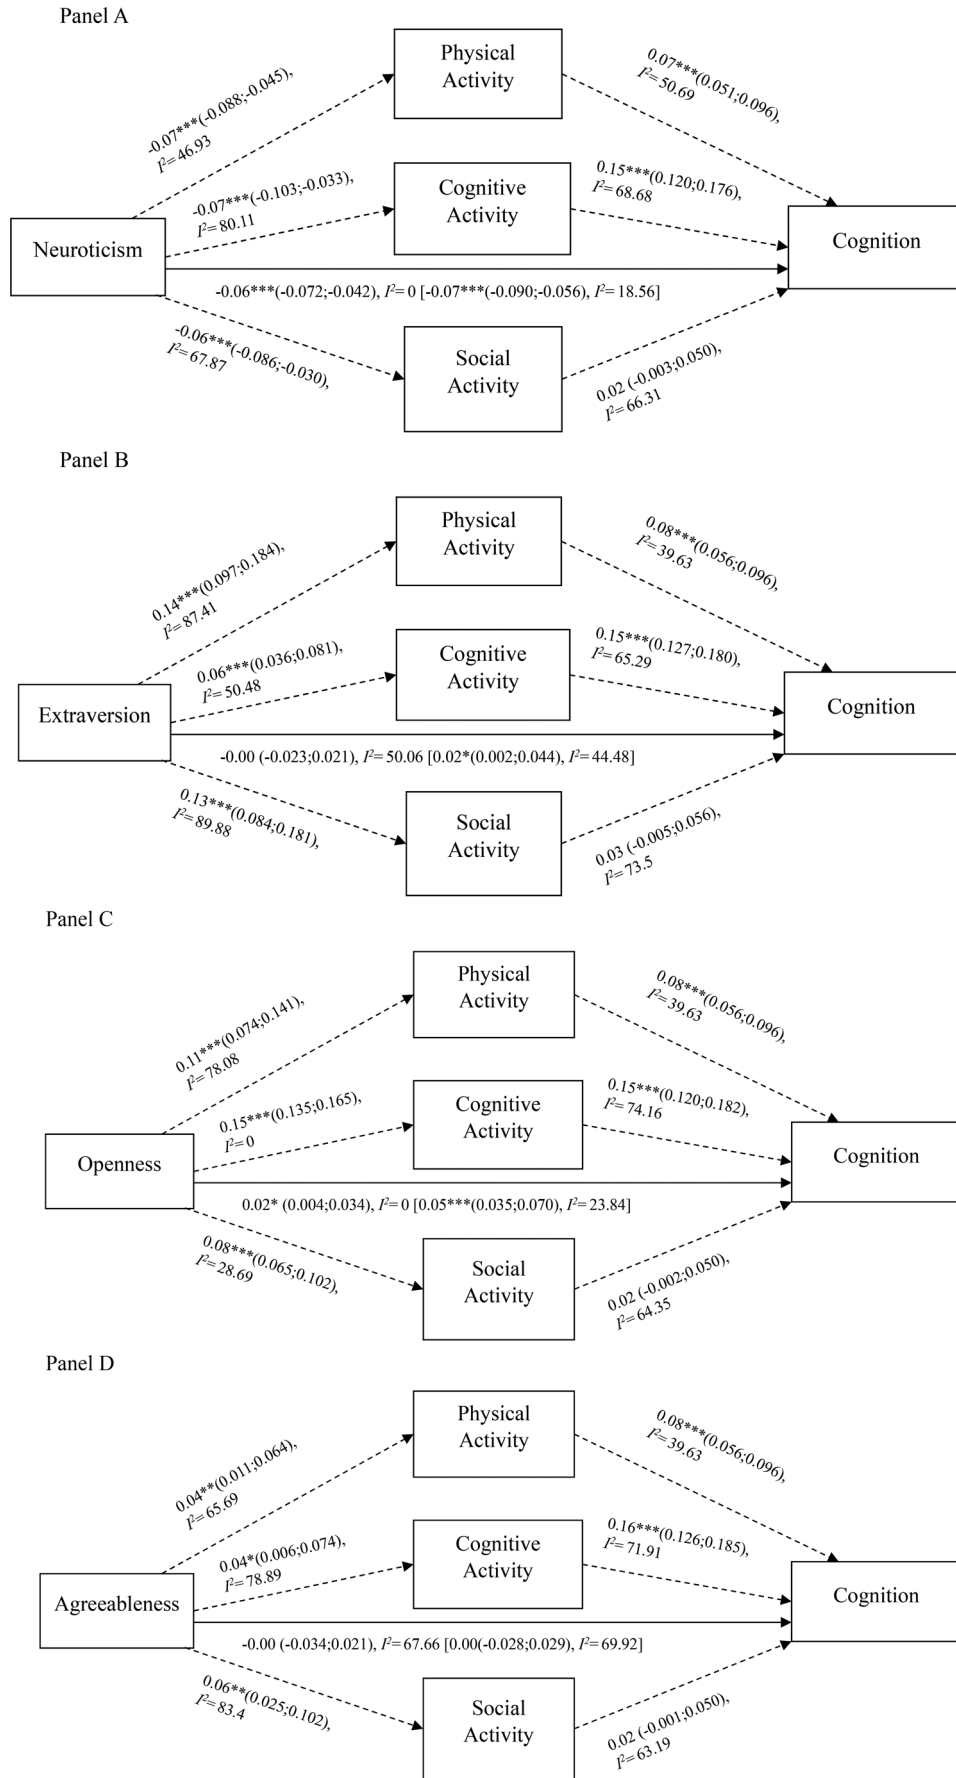 Panel A
Physical
Activity
-0.07***(-0.088;-0.045),
I²=46.93
0.07***(0.051;0.096),
I²=50.69
Cognitive
Activity
-0.07***(-0.103;-0.033),
I²=80.11
0.15***(0.120;0.176),
I²=68.68
Neuroticism
Cognition
-0.06***(-0.072;-0.042), I²=0 [-0.07***(-0.090;-0.056), I²=18.56]
-0.06***(-0.086;-0.030),
I²=67.87
Social
Activity
0.02 (-0.003;0.050),
I²=66.31
Panel B
Physical
Activity
0.14***(0.097;0.184),
I²=87.41
0.08***(0.056;0.096),
I²=39.63
Cognitive
Activity
0.06***(0.036;0.081),
I²=50.48
0.15***(0.127;0.180),
I²=65.29
Extraversion
Cognition
-0.00 (-0.023;0.021), I²=50.06 [0.02*(0.002;0.044), I²=44.48]
0.13***(0.084;0.181),
I²=89.88
Social
Activity
0.03 (-0.005;0.056),
I²=73.5
Panel C
Physical
Activity
0.11***(0.074;0.141),
I²=78.08
0.08***(0.056;0.096),
I²=39.63
Cognitive
Activity
0.15***(0.135;0.165),
I²=0
0.15***(0.120;0.182),
I²=74.16
Openness
Cognition
0.02* (0.004;0.034), I²=0 [0.05***(0.035;0.070), I²=23.84]
0.08***(0.065;0.102),
I²=28.69
Social
Activity
0.02 (-0.002;0.050),
I²=64.35
Panel D
Physical
Activity
0.04**(0.011;0.064),
I²=65.69
0.08***(0.056;0.096),
I²=39.63
Cognitive
Activity
0.04*(0.006;0.074),
I²=78.89
0.16***(0.126;0.185),
I²=71.91
Agreeableness
Cognition
-0.00 (-0.034;0.021), I²=67.66 [0.00(-0.028;0.029), I²=69.92]
0.06**(0.025;0.102),
I²=83.4
Social
Activity
0.02 (-0.001;0.050),
I²=63.19